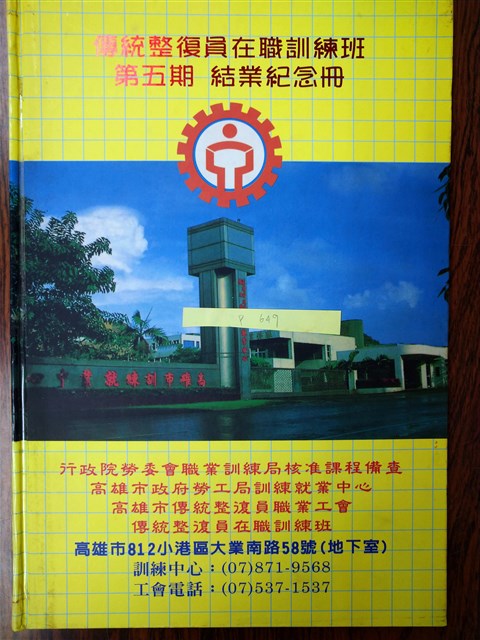 傳統整復員在職訓練班
第五期 結業紀念冊
649
行政院勞委會職業訓練局核准課程備查
高雄市政府勞工局訓練就業中心
高雄市傳統整復員職業工會
傳統整復員在職訓練班
高雄市812小港區大業南路58號(地下室)
訓練中心：(07)871-9568
工會電話：(07)537-1537